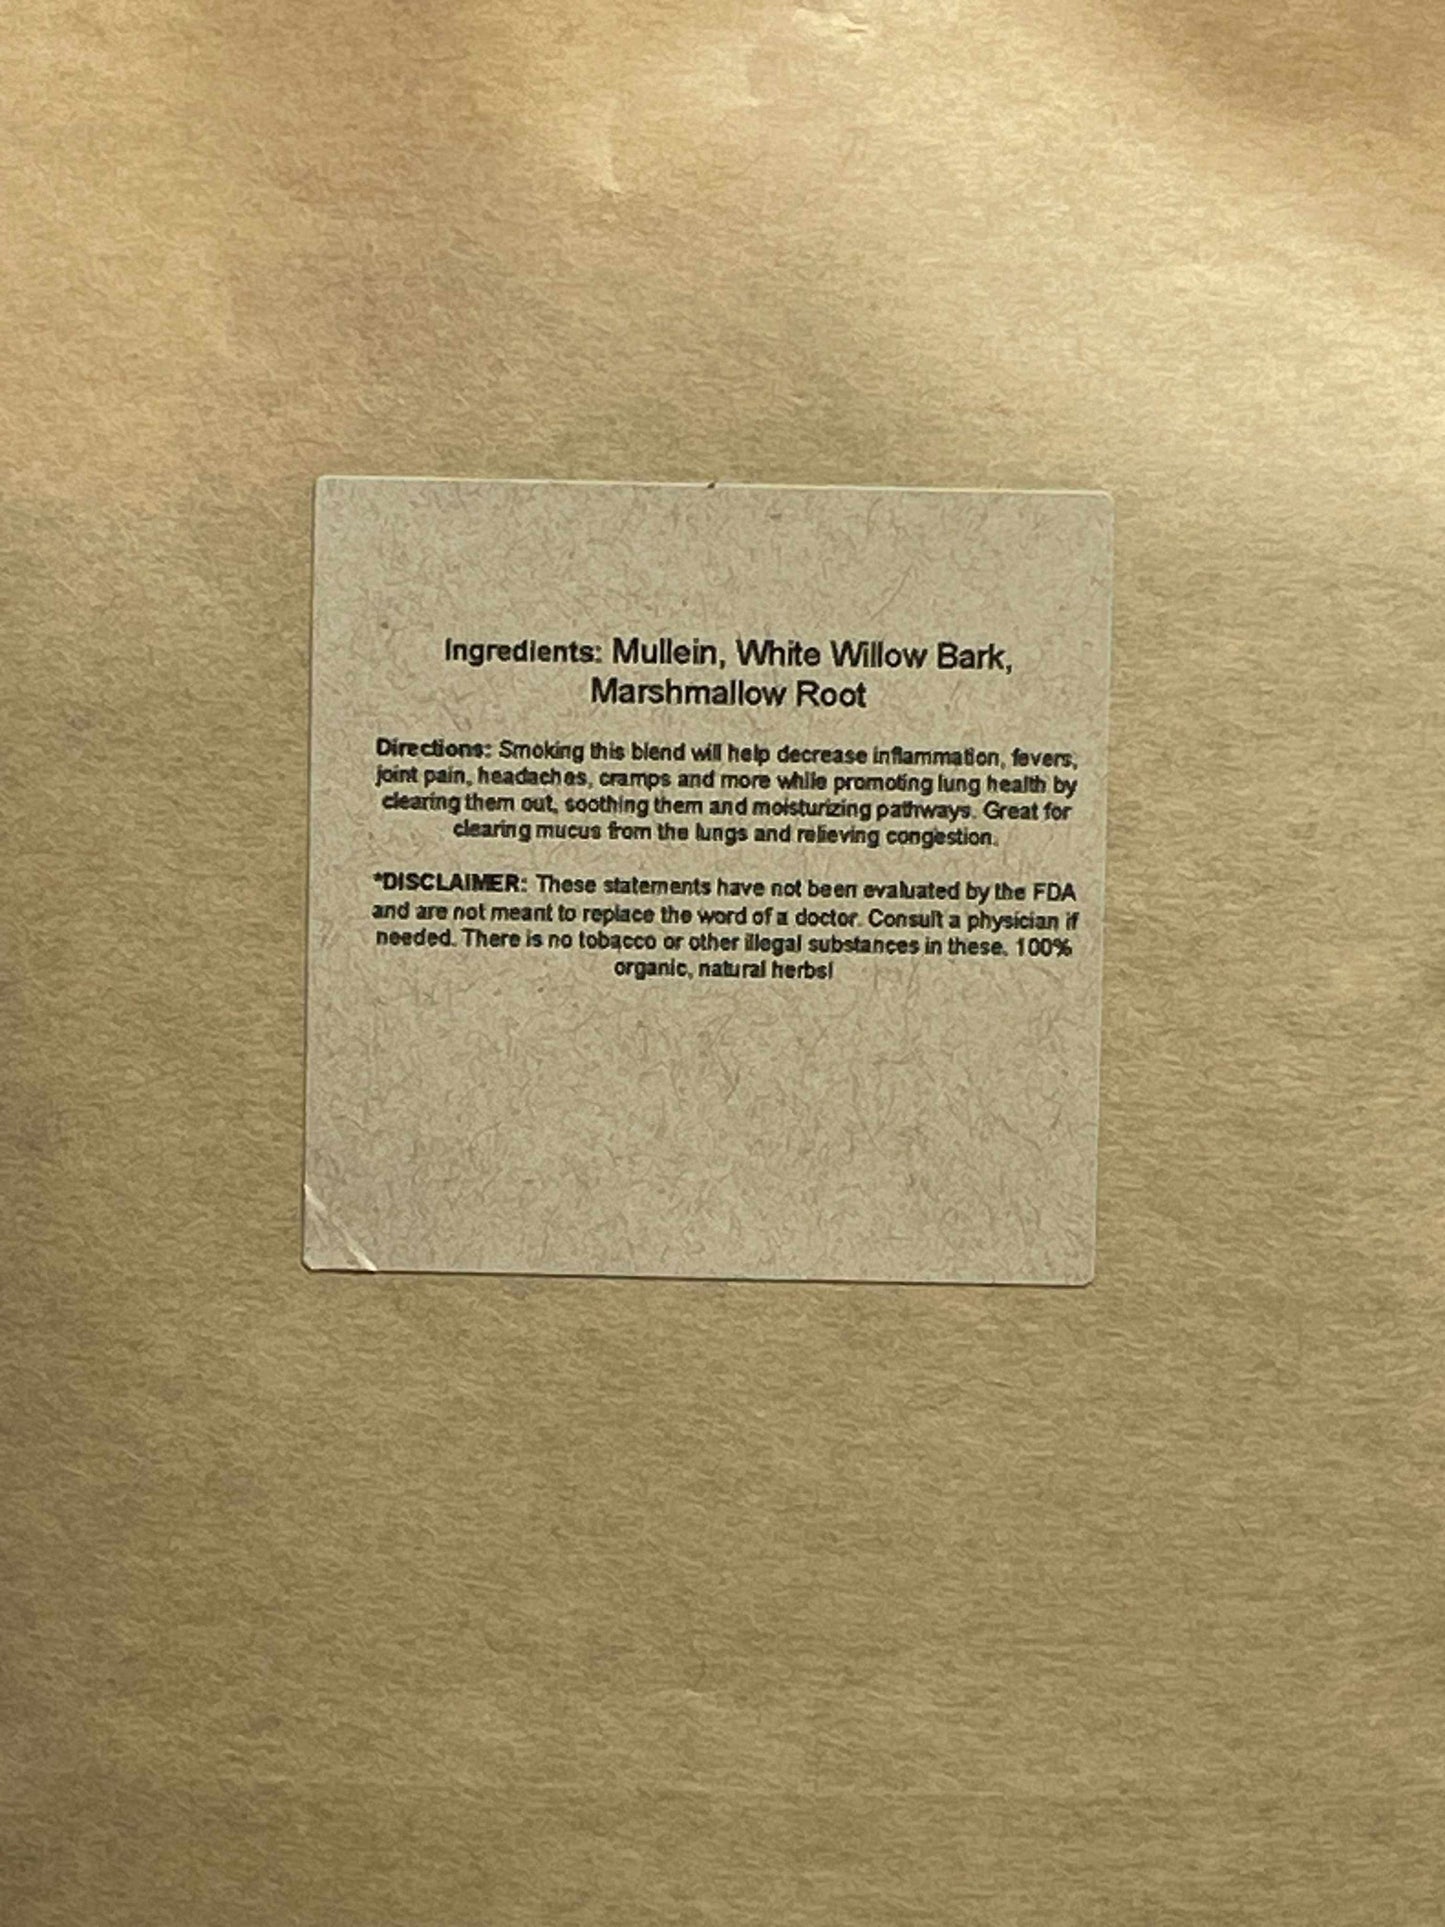 Ingredients: Mullein, White Willow Bark,
Marshmallow Root
Directions: Smoking this blend will help decrease inflammation, fevers,
joint pain, headaches, cramps and more while promoting lung health by
clearing them out, soothing them and moisturizing pathways. Great for
clearing mucus from the lungs and relieving congestion.
*DISCLAIMER: These statements have not been evaluated by the FDA
and are not meant to replace the word of a doctor. Consult a physician if
needed. There is no tobacco or other illegal substances in these. 100%
organic, natural herbs!